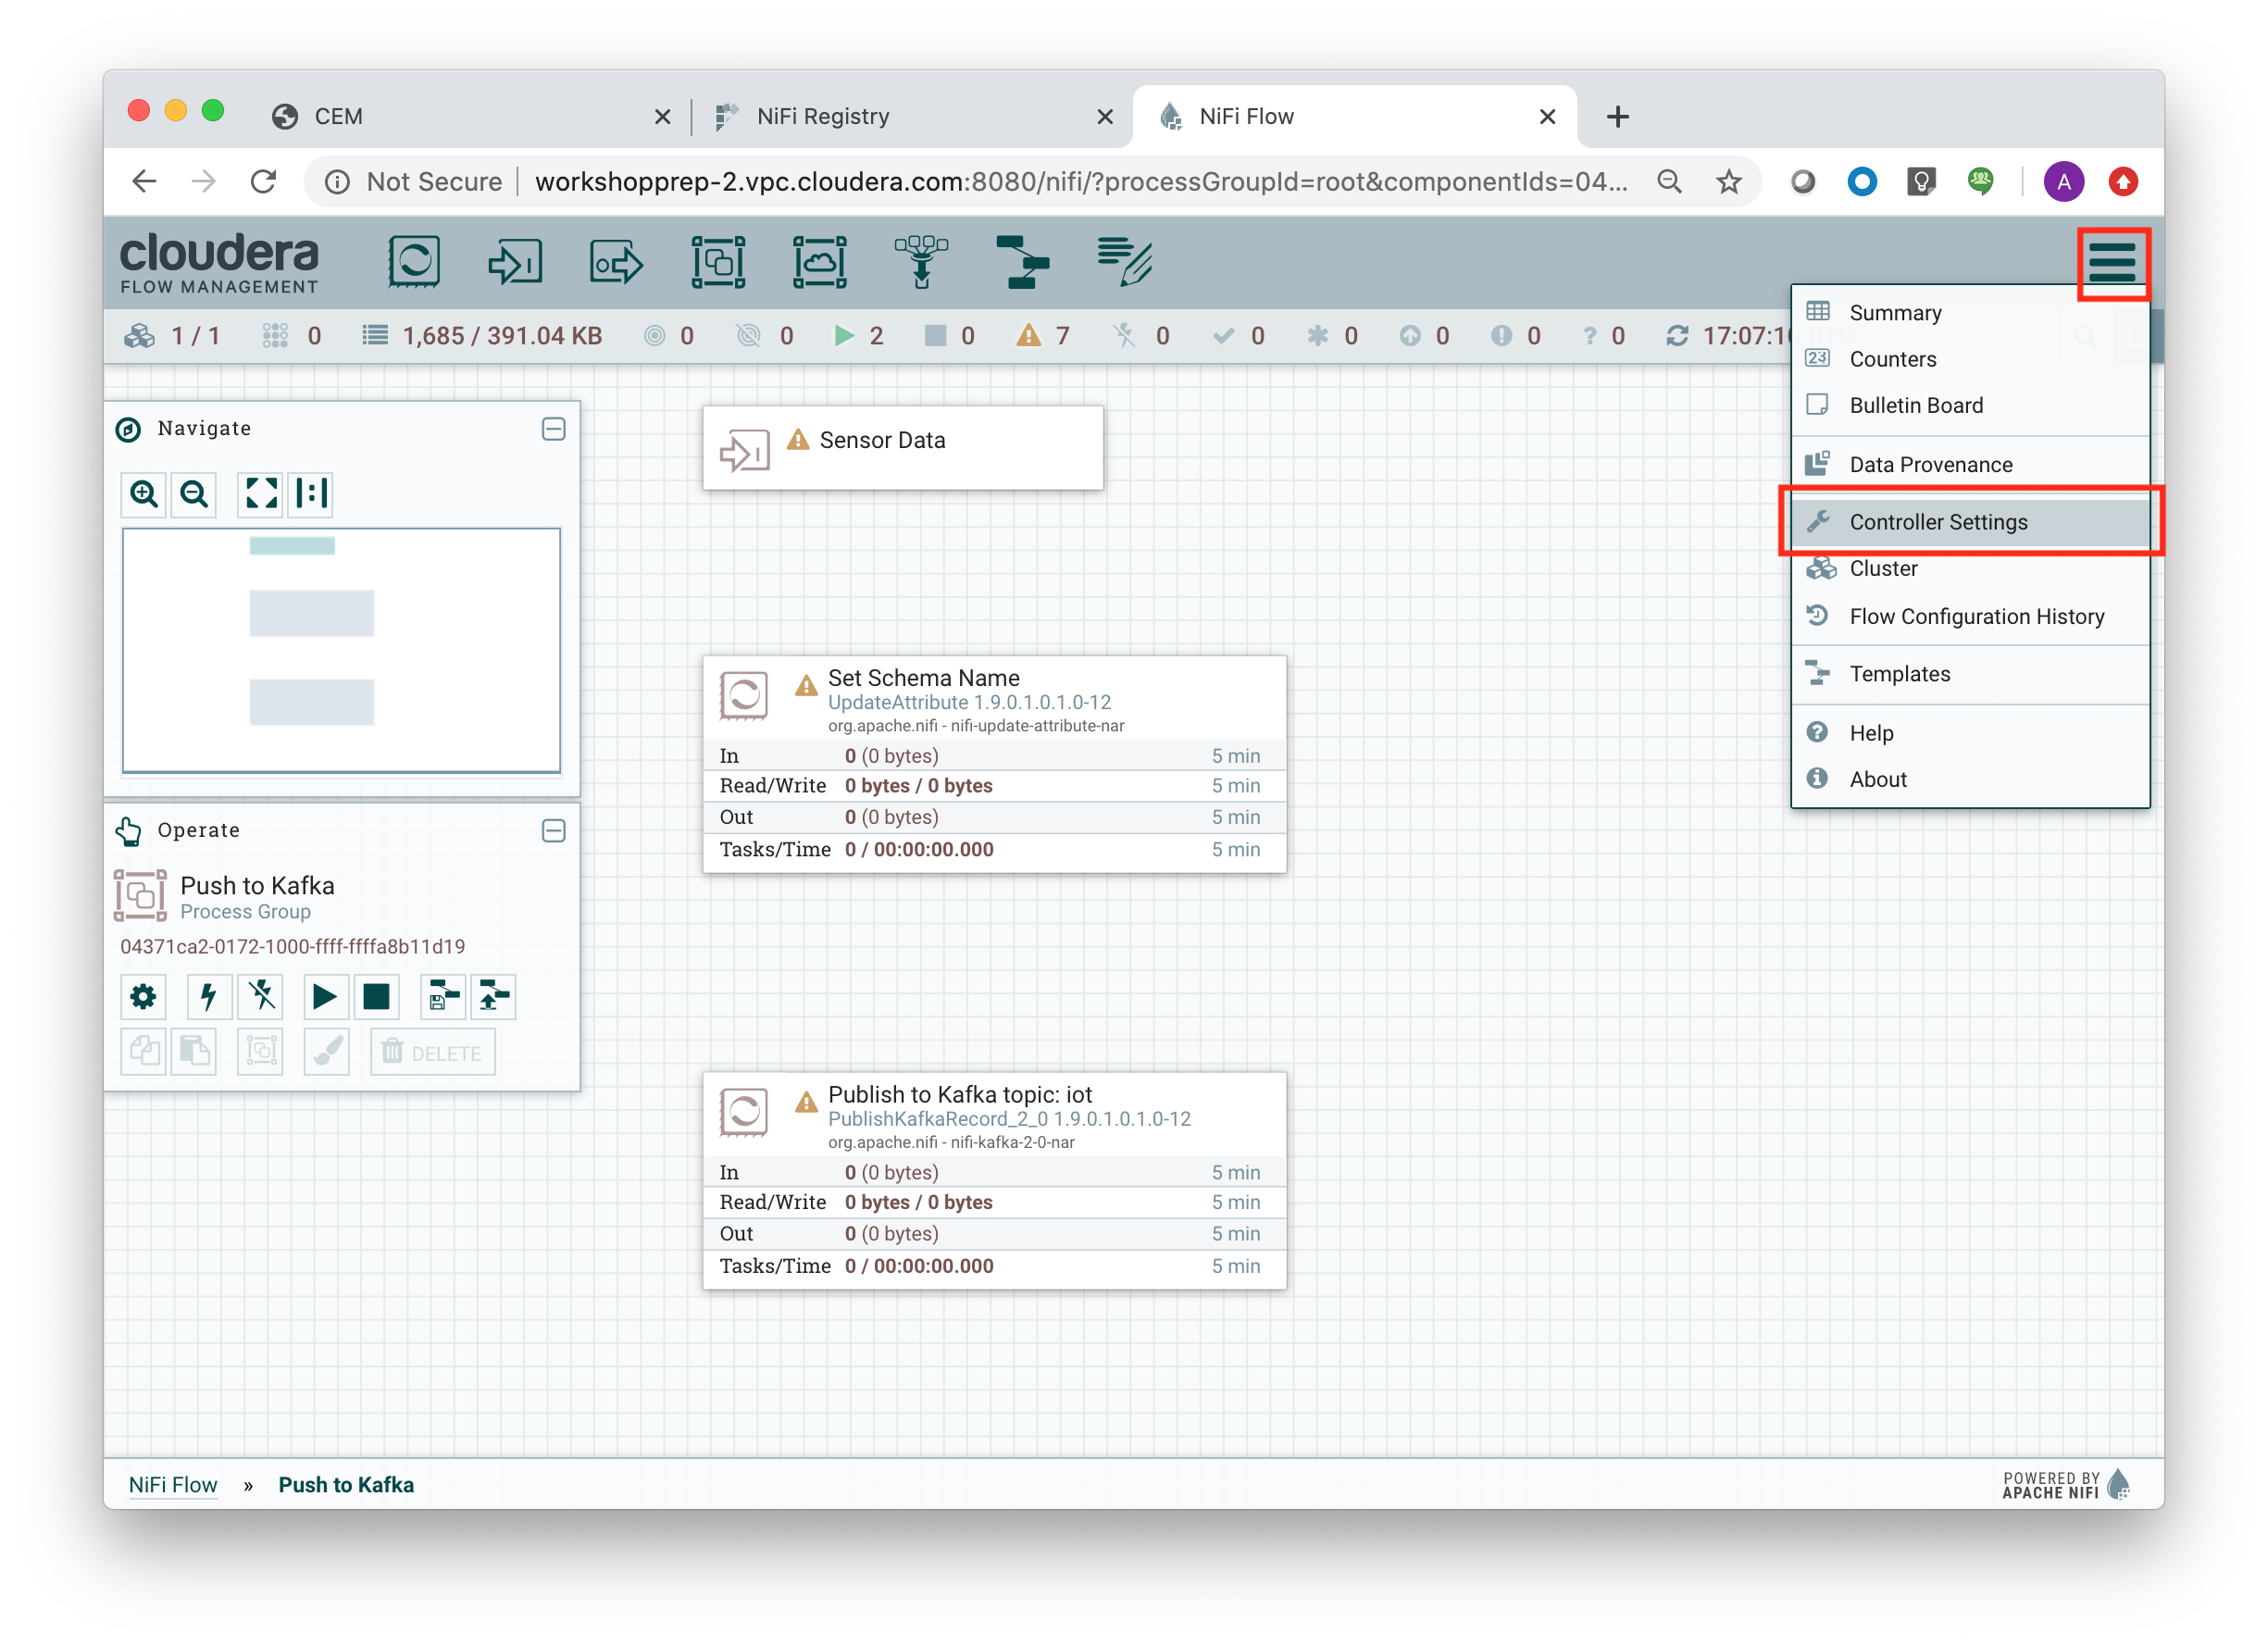 CEM
NiFi Registry
NiFi Flow
Not Secure
workshopprep-2.vpc.cloudera.com:8080/nifi/?processGroupId=root&componentIds=04...
A
cloudera
FLOW MANAGEMENT
1 / 1
0
1,685 / 391.04 KB
0
0
2
0
7
0
0
0
0
0
0
17:07:10 UTC
Summary
23
Counters
Bulletin Board
Data Provenance
Controller Settings
Cluster
Flow Configuration History
Templates
Help
About
Navigate
Operate
Push to Kafka
Process Group
04371ca2-0172-1000-ffff-ffffa8b11d19
DELETE
Sensor Data
Set Schema Name
UpdateAttribute 1.9.0.1.0.1.0-12
org.apache.nifi - nifi-update-attribute-nar
In 0 (0 bytes) 5 min
Read/Write 0 bytes / 0 bytes 5 min
Out 0 (0 bytes) 5 min
Tasks/Time 0 / 00:00:00.000 5 min
Publish to Kafka topic: iot
PublishKafkaRecord_2_0 1.9.0.1.0.1.0-12
org.apache.nifi - nifi-kafka-2-0-nar
In 0 (0 bytes) 5 min
Read/Write 0 bytes / 0 bytes 5 min
Out 0 (0 bytes) 5 min
Tasks/Time 0 / 00:00:00.000 5 min
NiFi Flow » Push to Kafka
POWERED BY
APACHE NIFI